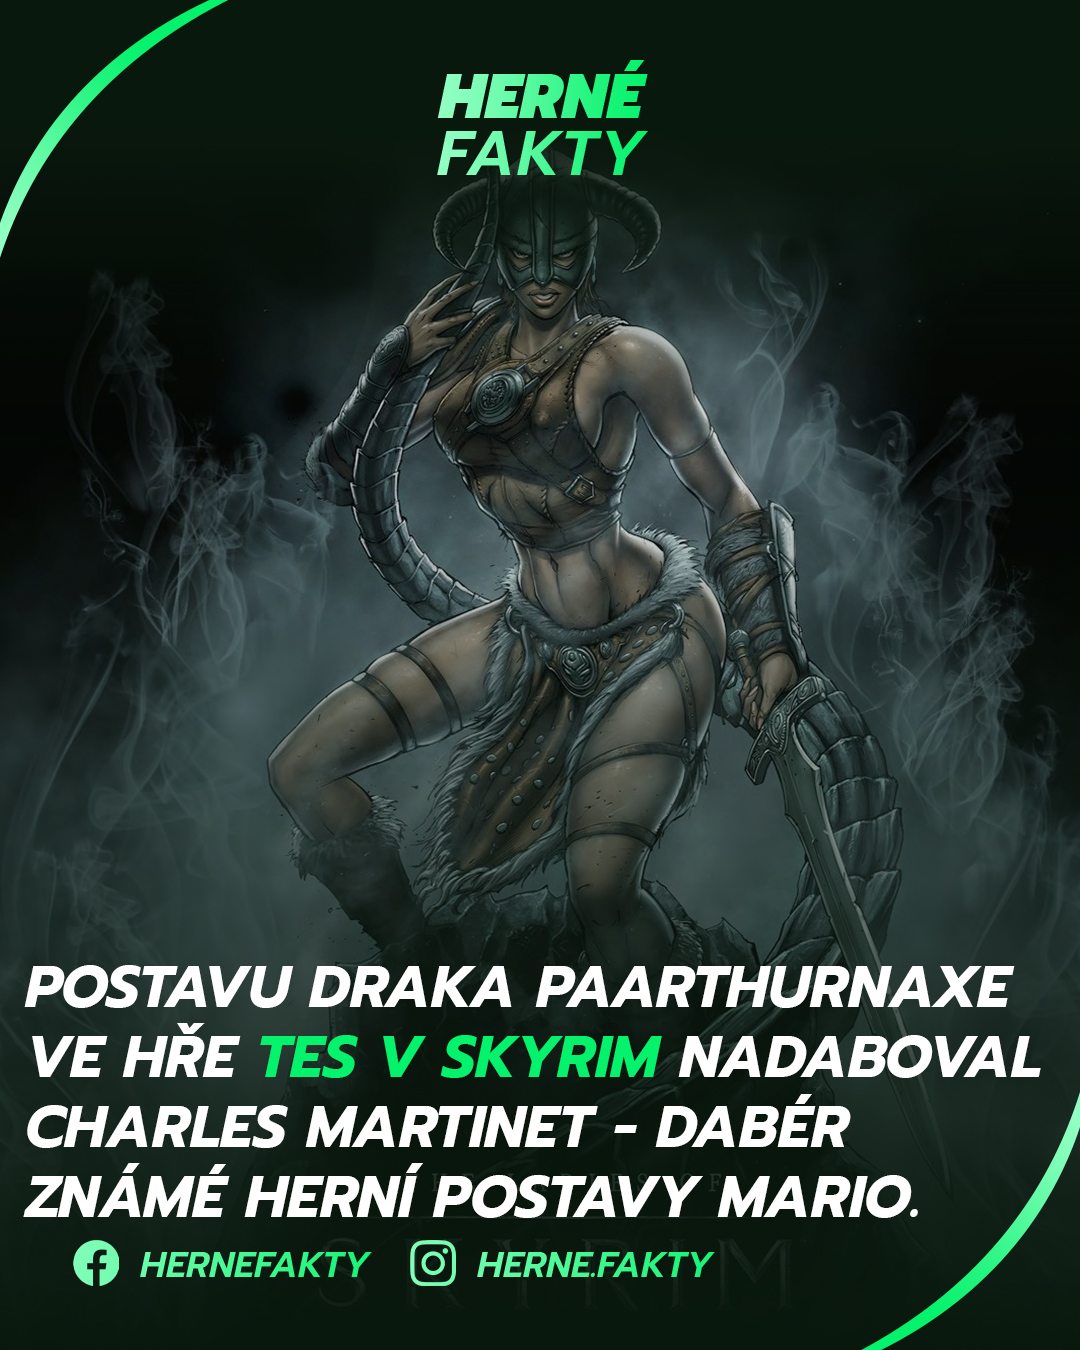 HERNÉ
FAKTY
POSTAVU DRAKA PAARTHURNAXE
VE HŘE TES V SKYRIM NADABOVAL
CHARLES MARTINET - DABÉR
ZNÁMÉ HERNÍ POSTAVY MARIO.
HERNEFAKTY HERNE.FAKTY
SKYRIM